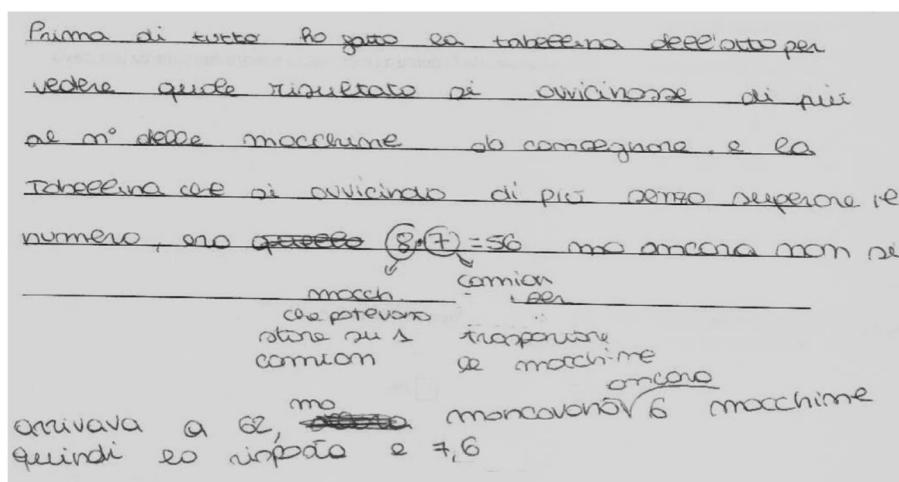 Prima di tutto ho fatto la tabellina dell'otto per
vedere quale risultato si avvicinasse di più
al n° delle macchine da consegnare. e la
Tabellina che si avvicinava di più senza superare il
numero, era 8•7=56 ma ancora non si
macch. camion
che potevano per
stare su 1 trasportare
camion le macchine
arrivava a 62, ma mancavano ancora 6 macchine
quindi la risposta e 7,6